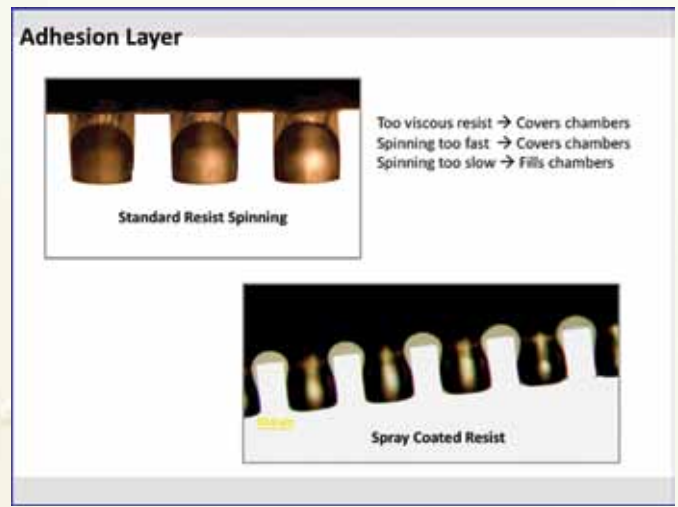 Adhesion Layer
Too viscous resist → Covers chambers
Spinning too fast → Covers chambers
Spinning too slow → Fills chambers
Standard Resist Spinning
Spray Coated Resist